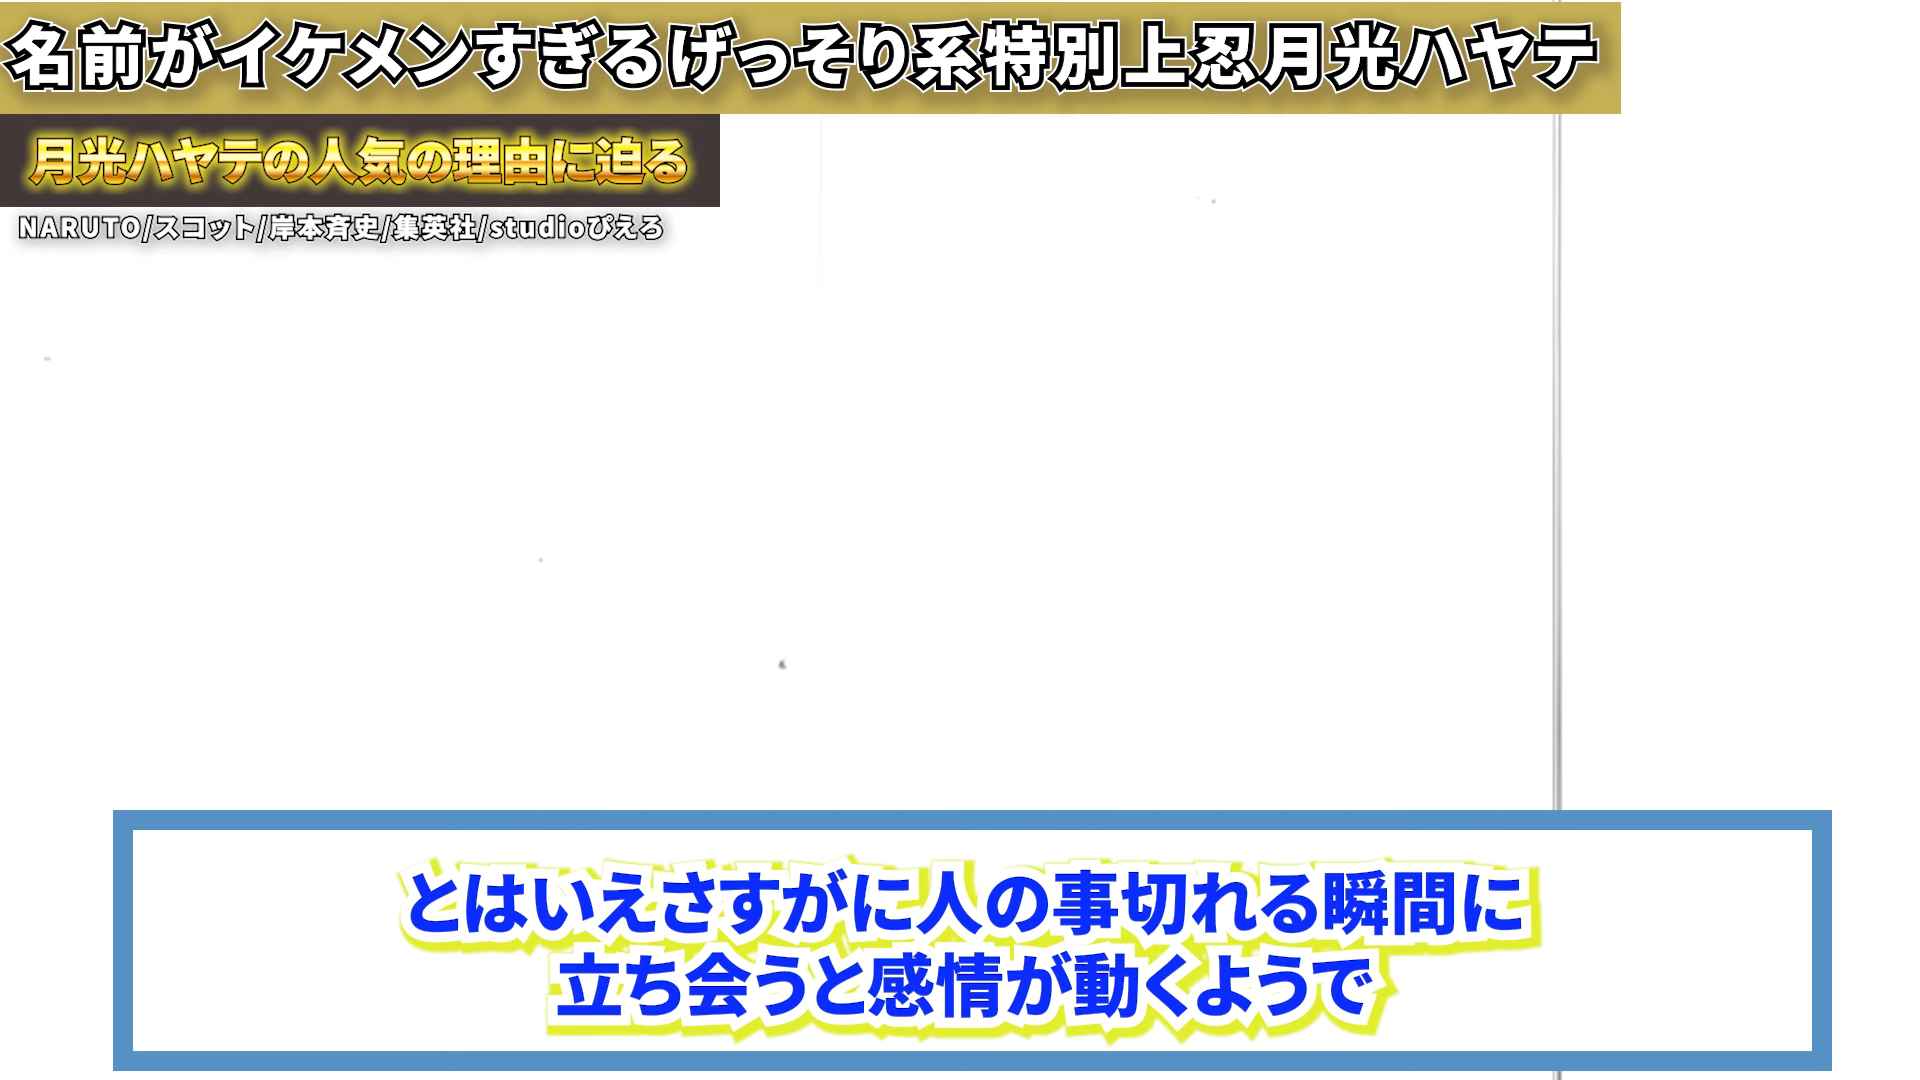 名前がイケメンすぎるげっそり系特別上忍月光ハヤテ
月光ハヤテの人気の理由に迫る
NARUTO/スコット/岸本斉史/集英社/studioぴえろ
とはいえさすがに人の事切れる瞬間に
立ち会うと感情が動くようで